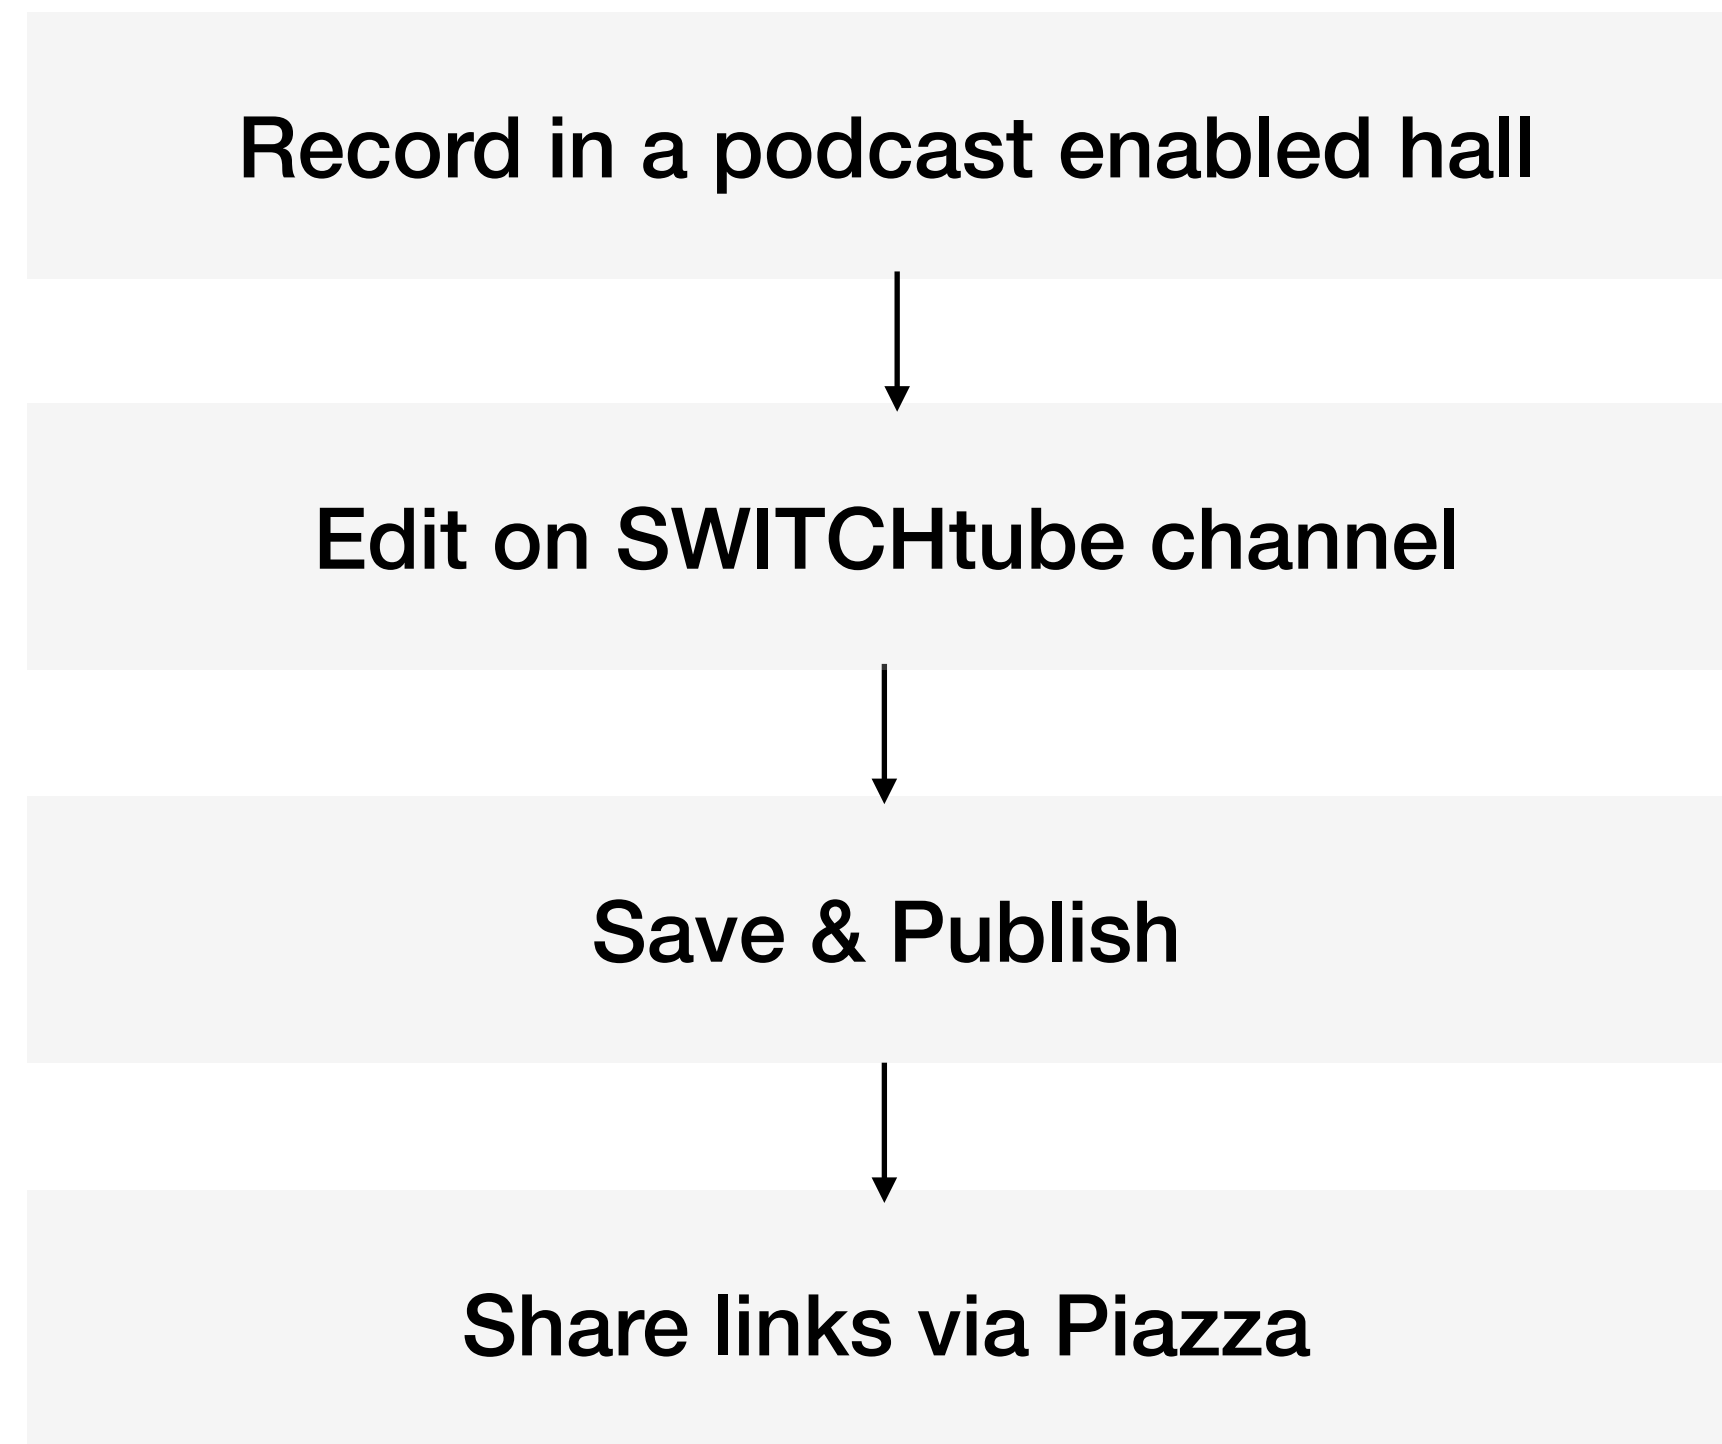 Record in a podcast enabled hall
Edit on SWITCHtube channel
Save & Publish
Share links via Piazza